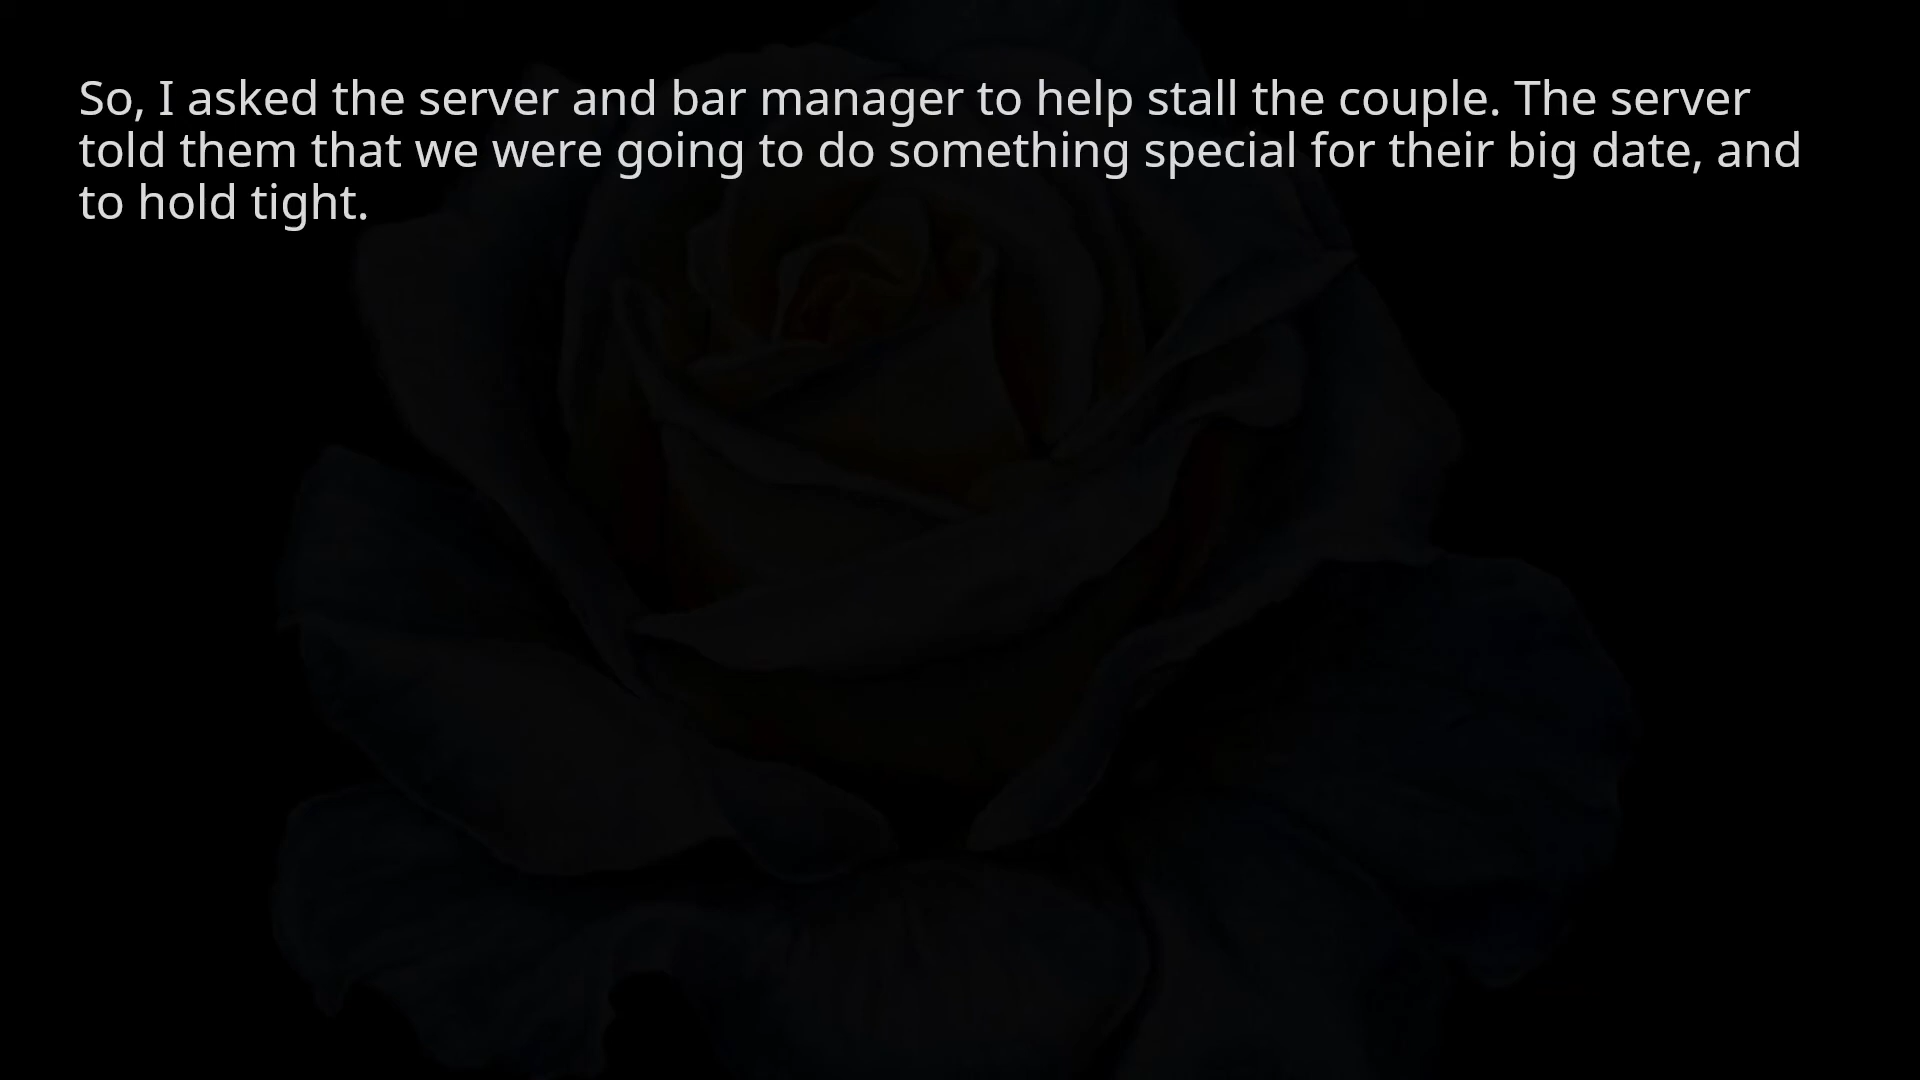 So, I asked the server and bar manager to help stall the couple. The server
told them that we were going to do something special for their big date, and
to hold tight.